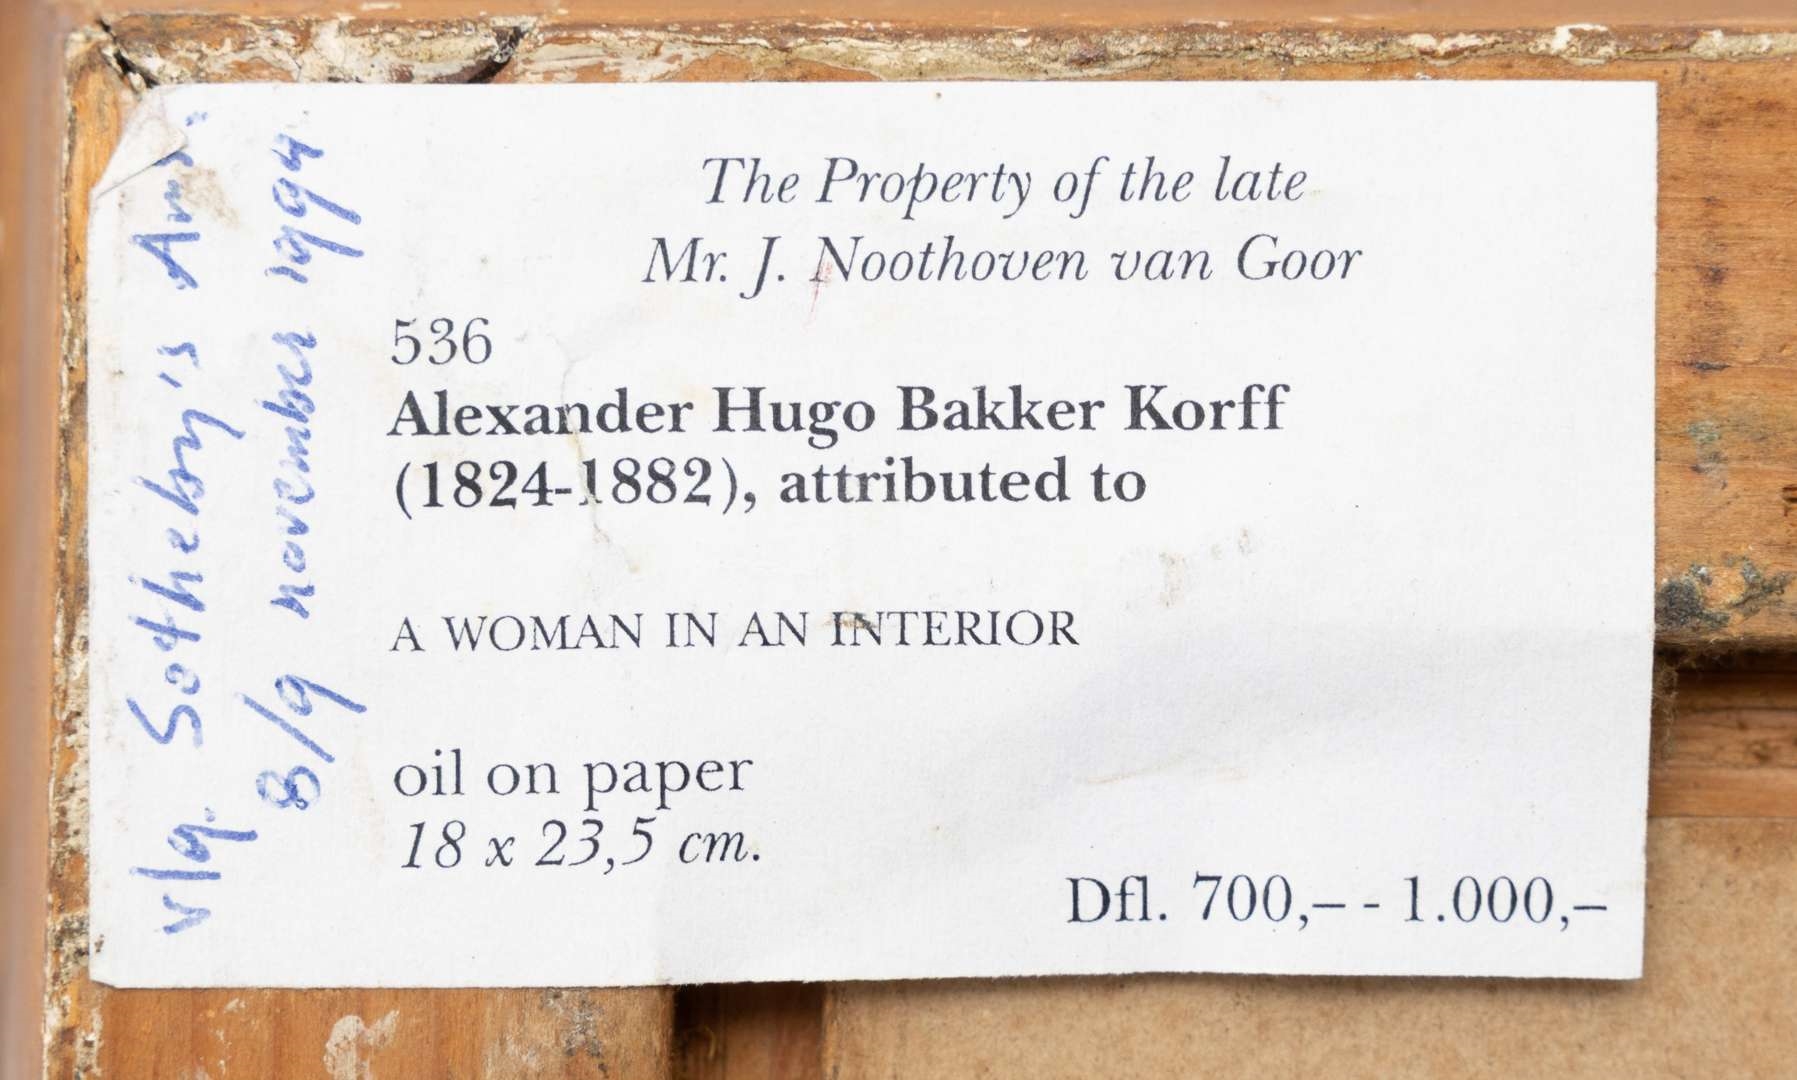 The Property of the late
Mr. J. Noothoven van Goor
536
Alexander Hugo Bakker Korff
(1824-1882), attributed to
A WOMAN IN AN INTERIOR
oil on paper
18 x 23,5 cm.
Dfl. 700,– - 1.000,–
vlg. Sotheby's Ams.
8/9 november 1994